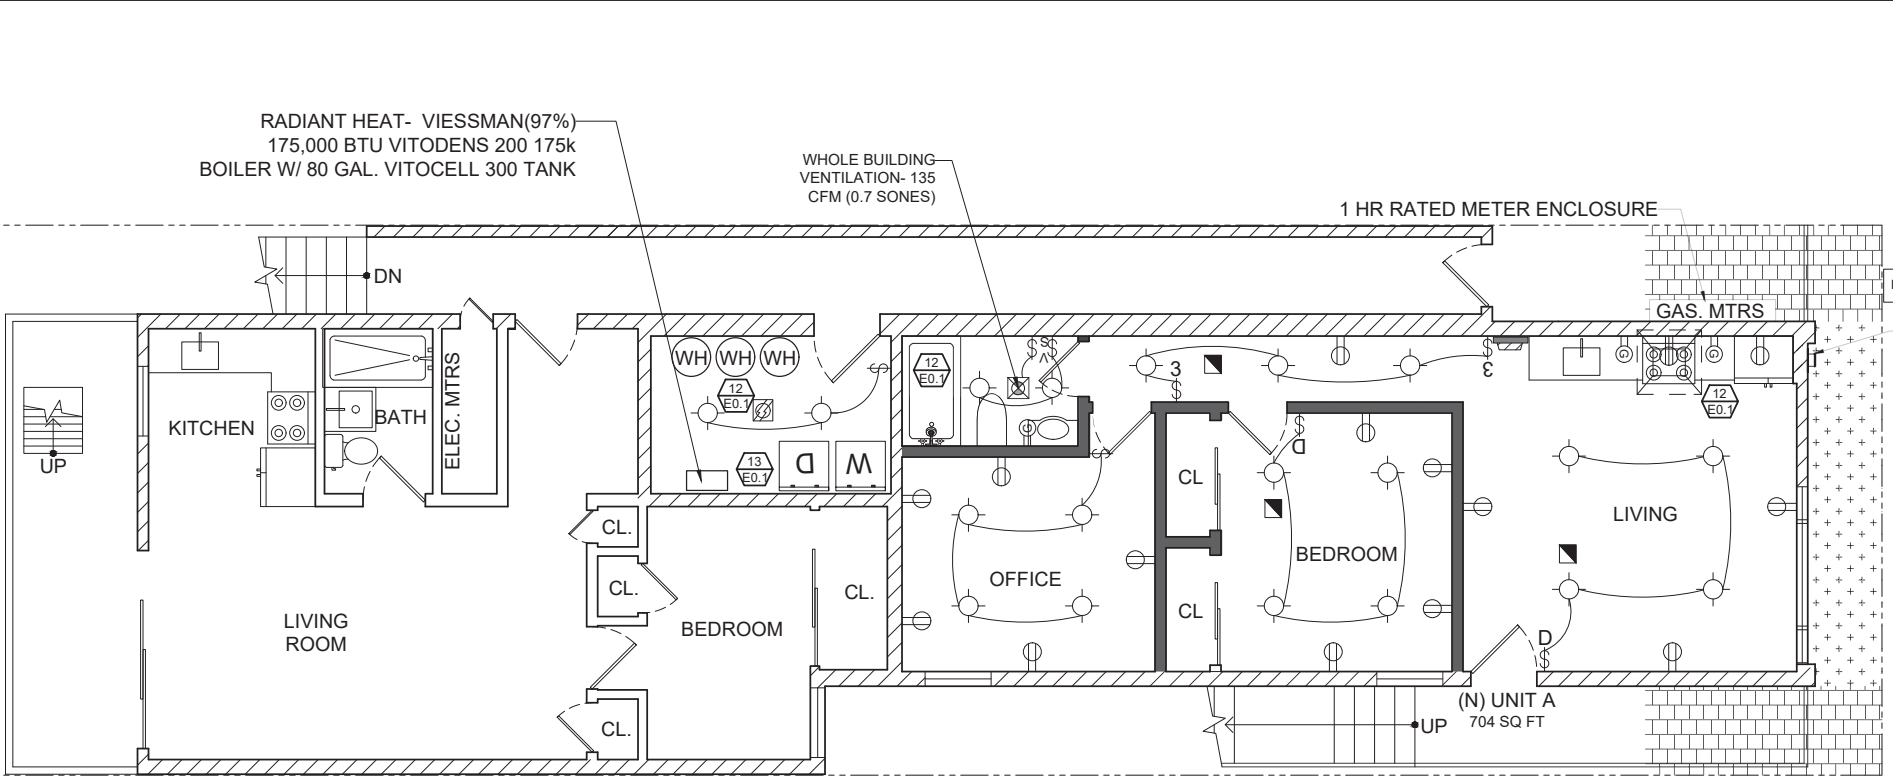 RADIANT HEAT- VIESSMAN(97%)
175,000 BTU VITODENS 200 175k
BOILER W/ 80 GAL. VITOCELL 300 TANK
WHOLE BUILDING
VENTILATION- 135
CFM (0.7 SONES)
1 HR RATED METER ENCLOSURE
DN
GAS. MTRS
UP
KITCHEN
BATH
ELEC. MTRS
WH
WH
WH
12
E0.1
13
E0.1
D
W
12
E0.1
$
$
$
S
V
$
3
$
$
3
G
G
G
12
E0.1
$
$
$
D
CL
CL
CL.
CL.
CL.
CL.
LIVING
ROOM
BEDROOM
OFFICE
BEDROOM
LIVING
D
$
(N) UNIT A
704 SQ FT
UP